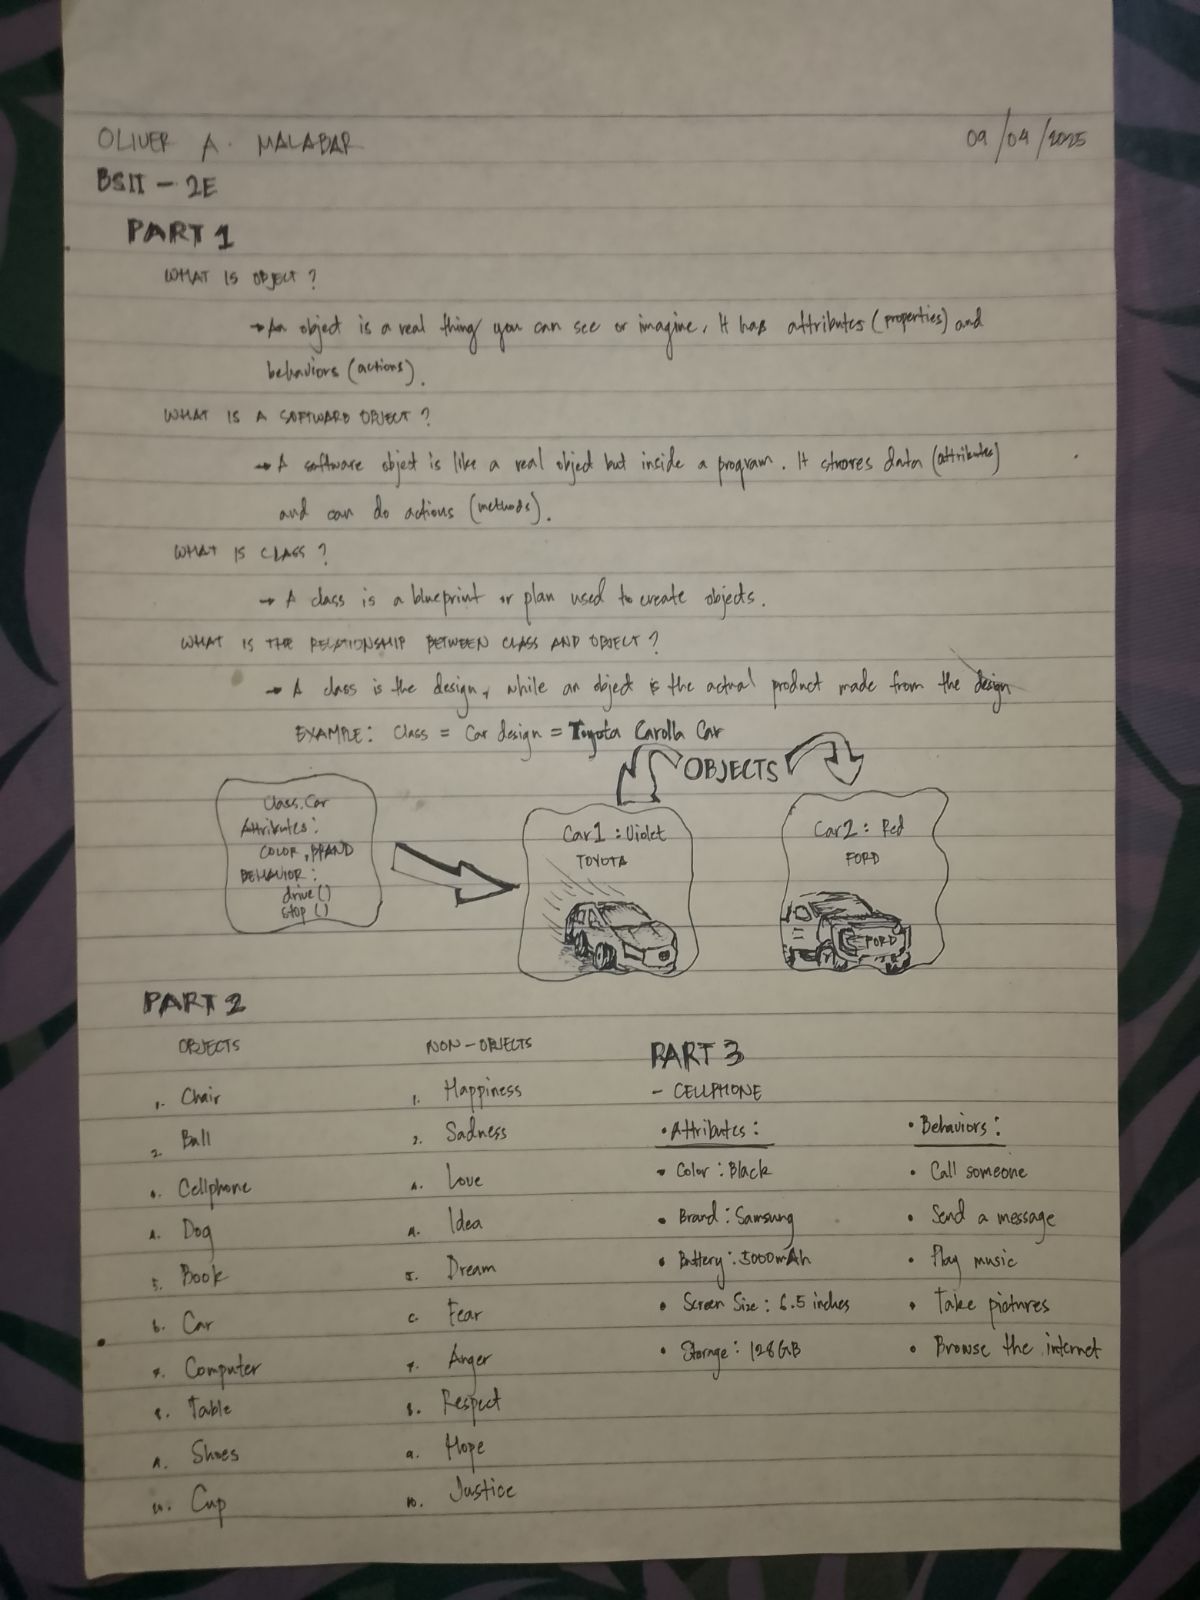 OLIVER A. MALABAR
09/04/2025
BSIT - 2E
PART 1
WHAT IS OBJECT?
→ An object is a real thing you can see or imagine. It has attributes (properties) and
behaviors (actions).
WHAT IS A SOFTWARD OBJECT?
→ A software object is like a real object but inside a program. It stores data (attributes)
and can do actions (methods).
WHAT IS CLASS?
→ A class is a blueprint or plan used to create objects.
WHAT IS THE RELATIONSHIP BETWEEN CLASS AND OBJECT?
→ A class is the design, while an object is the actual product made from the design
EXAMPLE: Class = Car design = Toyota Carolla Car
OBJECTS
Class.Car
Attributes:
COLOR, BRAND
BEHAVIOR:
drive()
stop()
Car1 : Violet
TOYOTA
Car2 : Red
FORD
FORD
PART 2
OBJECTS
1. Chair
2. Ball
3. Cellphone
4. Dog
5. Book
6. Car
7. Computer
8. Table
9. Shoes
10. Cup
NON-OBJECTS
1. Happiness
2. Sadness
3. Love
4. Idea
5. Dream
6. Fear
7. Anger
8. Respect
9. Hope
10. Justice
PART 3
- CELLPHONE
• Attributes:
• Color : Black
• Brand : Samsung
• Battery : 5000mAh
• Screen Size : 6.5 inches
• Storage : 128GB
• Behaviors:
• Call someone
• Send a message
• Play music
• Take pictures
• Browse the internet